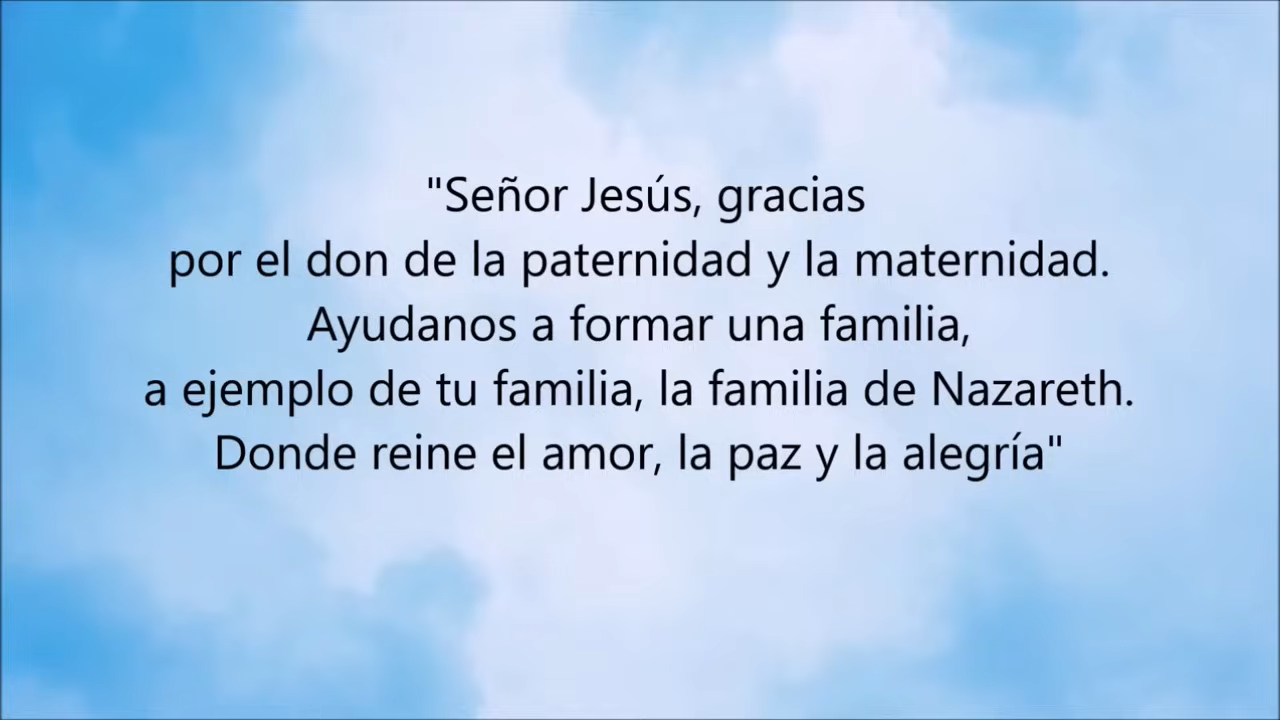 "Señor Jesús, gracias
por el don de la paternidad y la maternidad.
Ayudanos a formar una familia,
a ejemplo de tu familia, la familia de Nazareth.
Donde reine el amor, la paz y la alegría"